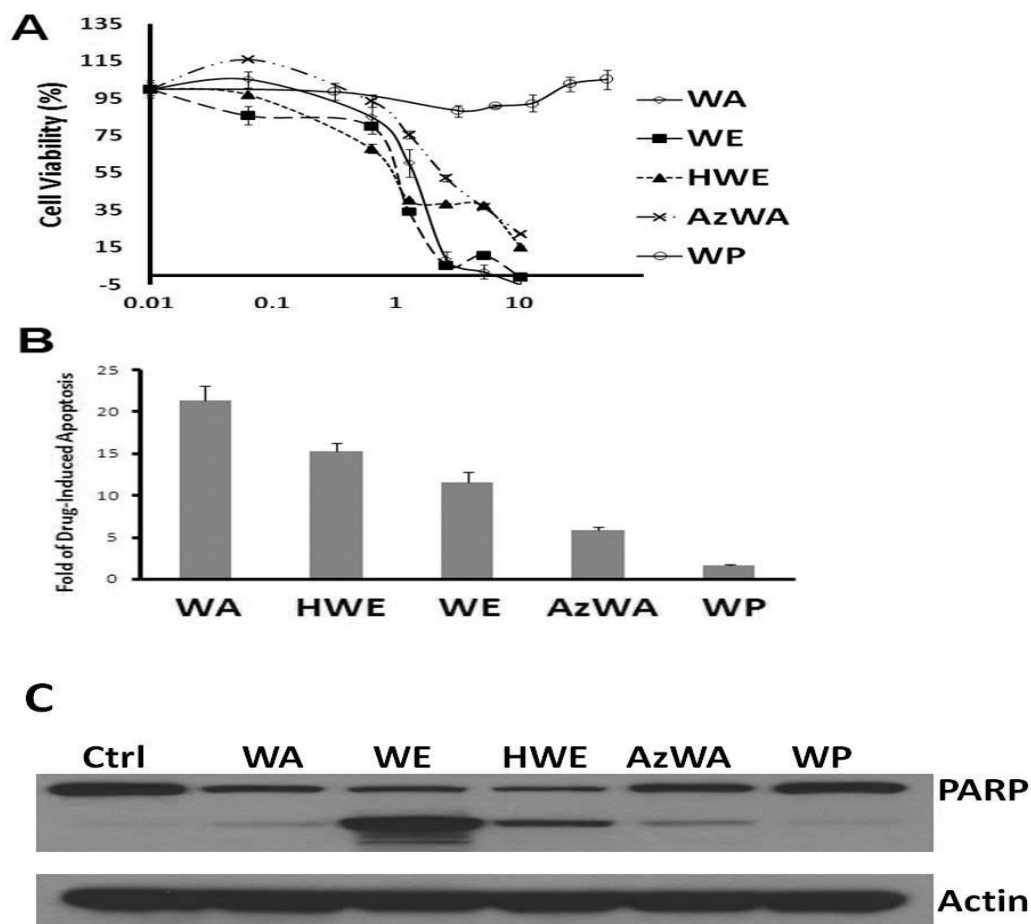 A
Cell Viability (%)
135
115
95
75
55
35
15
-5
0.01 0.1 1 10
WA
WE
HWE
AzWA
WP
B
Fold of Drug-Induced Apoptosis
25
20
15
10
5
0
WA HWE WE AzWA WP
C
Ctrl WA WE HWE AzWA WP
PARP
Actin